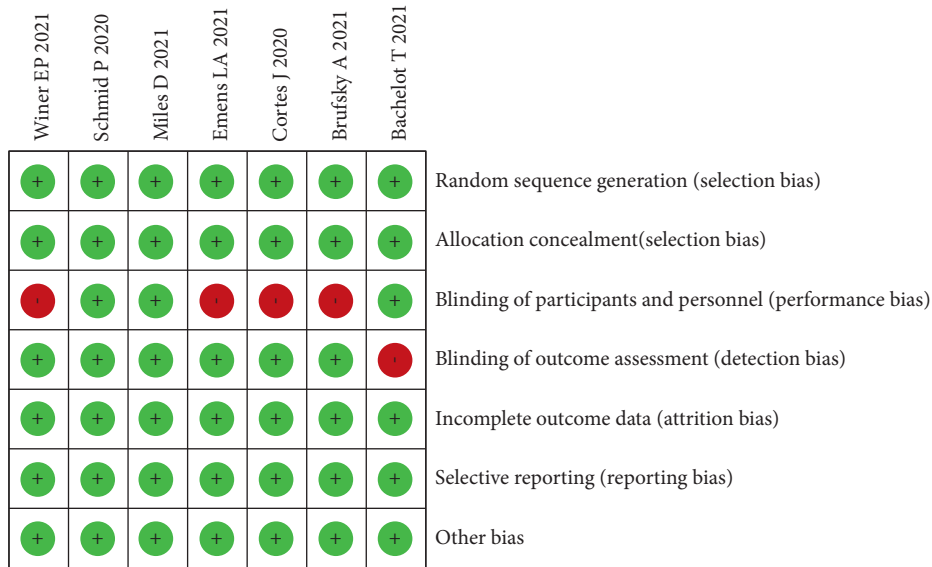 Winer EP 2021
Schmid P 2020
Miles D 2021
Emens LA 2021
Cortes J 2020
Brufsky A 2021
Bachelot T 2021
+ + + + + + + Random sequence generation (selection bias)
+ + + + + + + Allocation concealment(selection bias)
- + + - - - + Blinding of participants and personnel (performance bias)
+ + + + + + - Blinding of outcome assessment (detection bias)
+ + + + + + + Incomplete outcome data (attrition bias)
+ + + + + + + Selective reporting (reporting bias)
+ + + + + + + Other bias